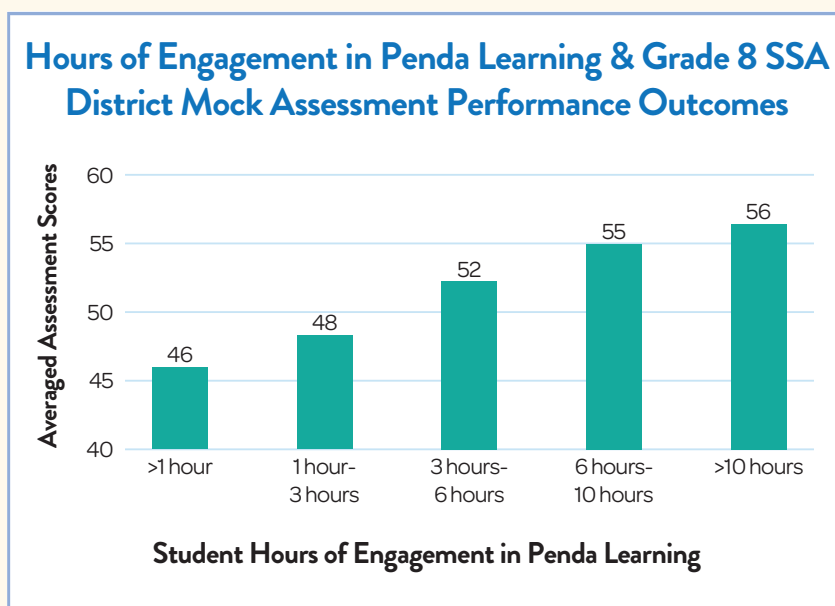 Hours of Engagement in Penda Learning & Grade 8 SSA
District Mock Assessment Performance Outcomes
Averaged Assessment Scores
60
55
50
45
40
46
48
52
55
56
>1 hour
1 hour-
3 hours
3 hours-
6 hours
6 hours-
10 hours
>10 hours
Student Hours of Engagement in Penda Learning